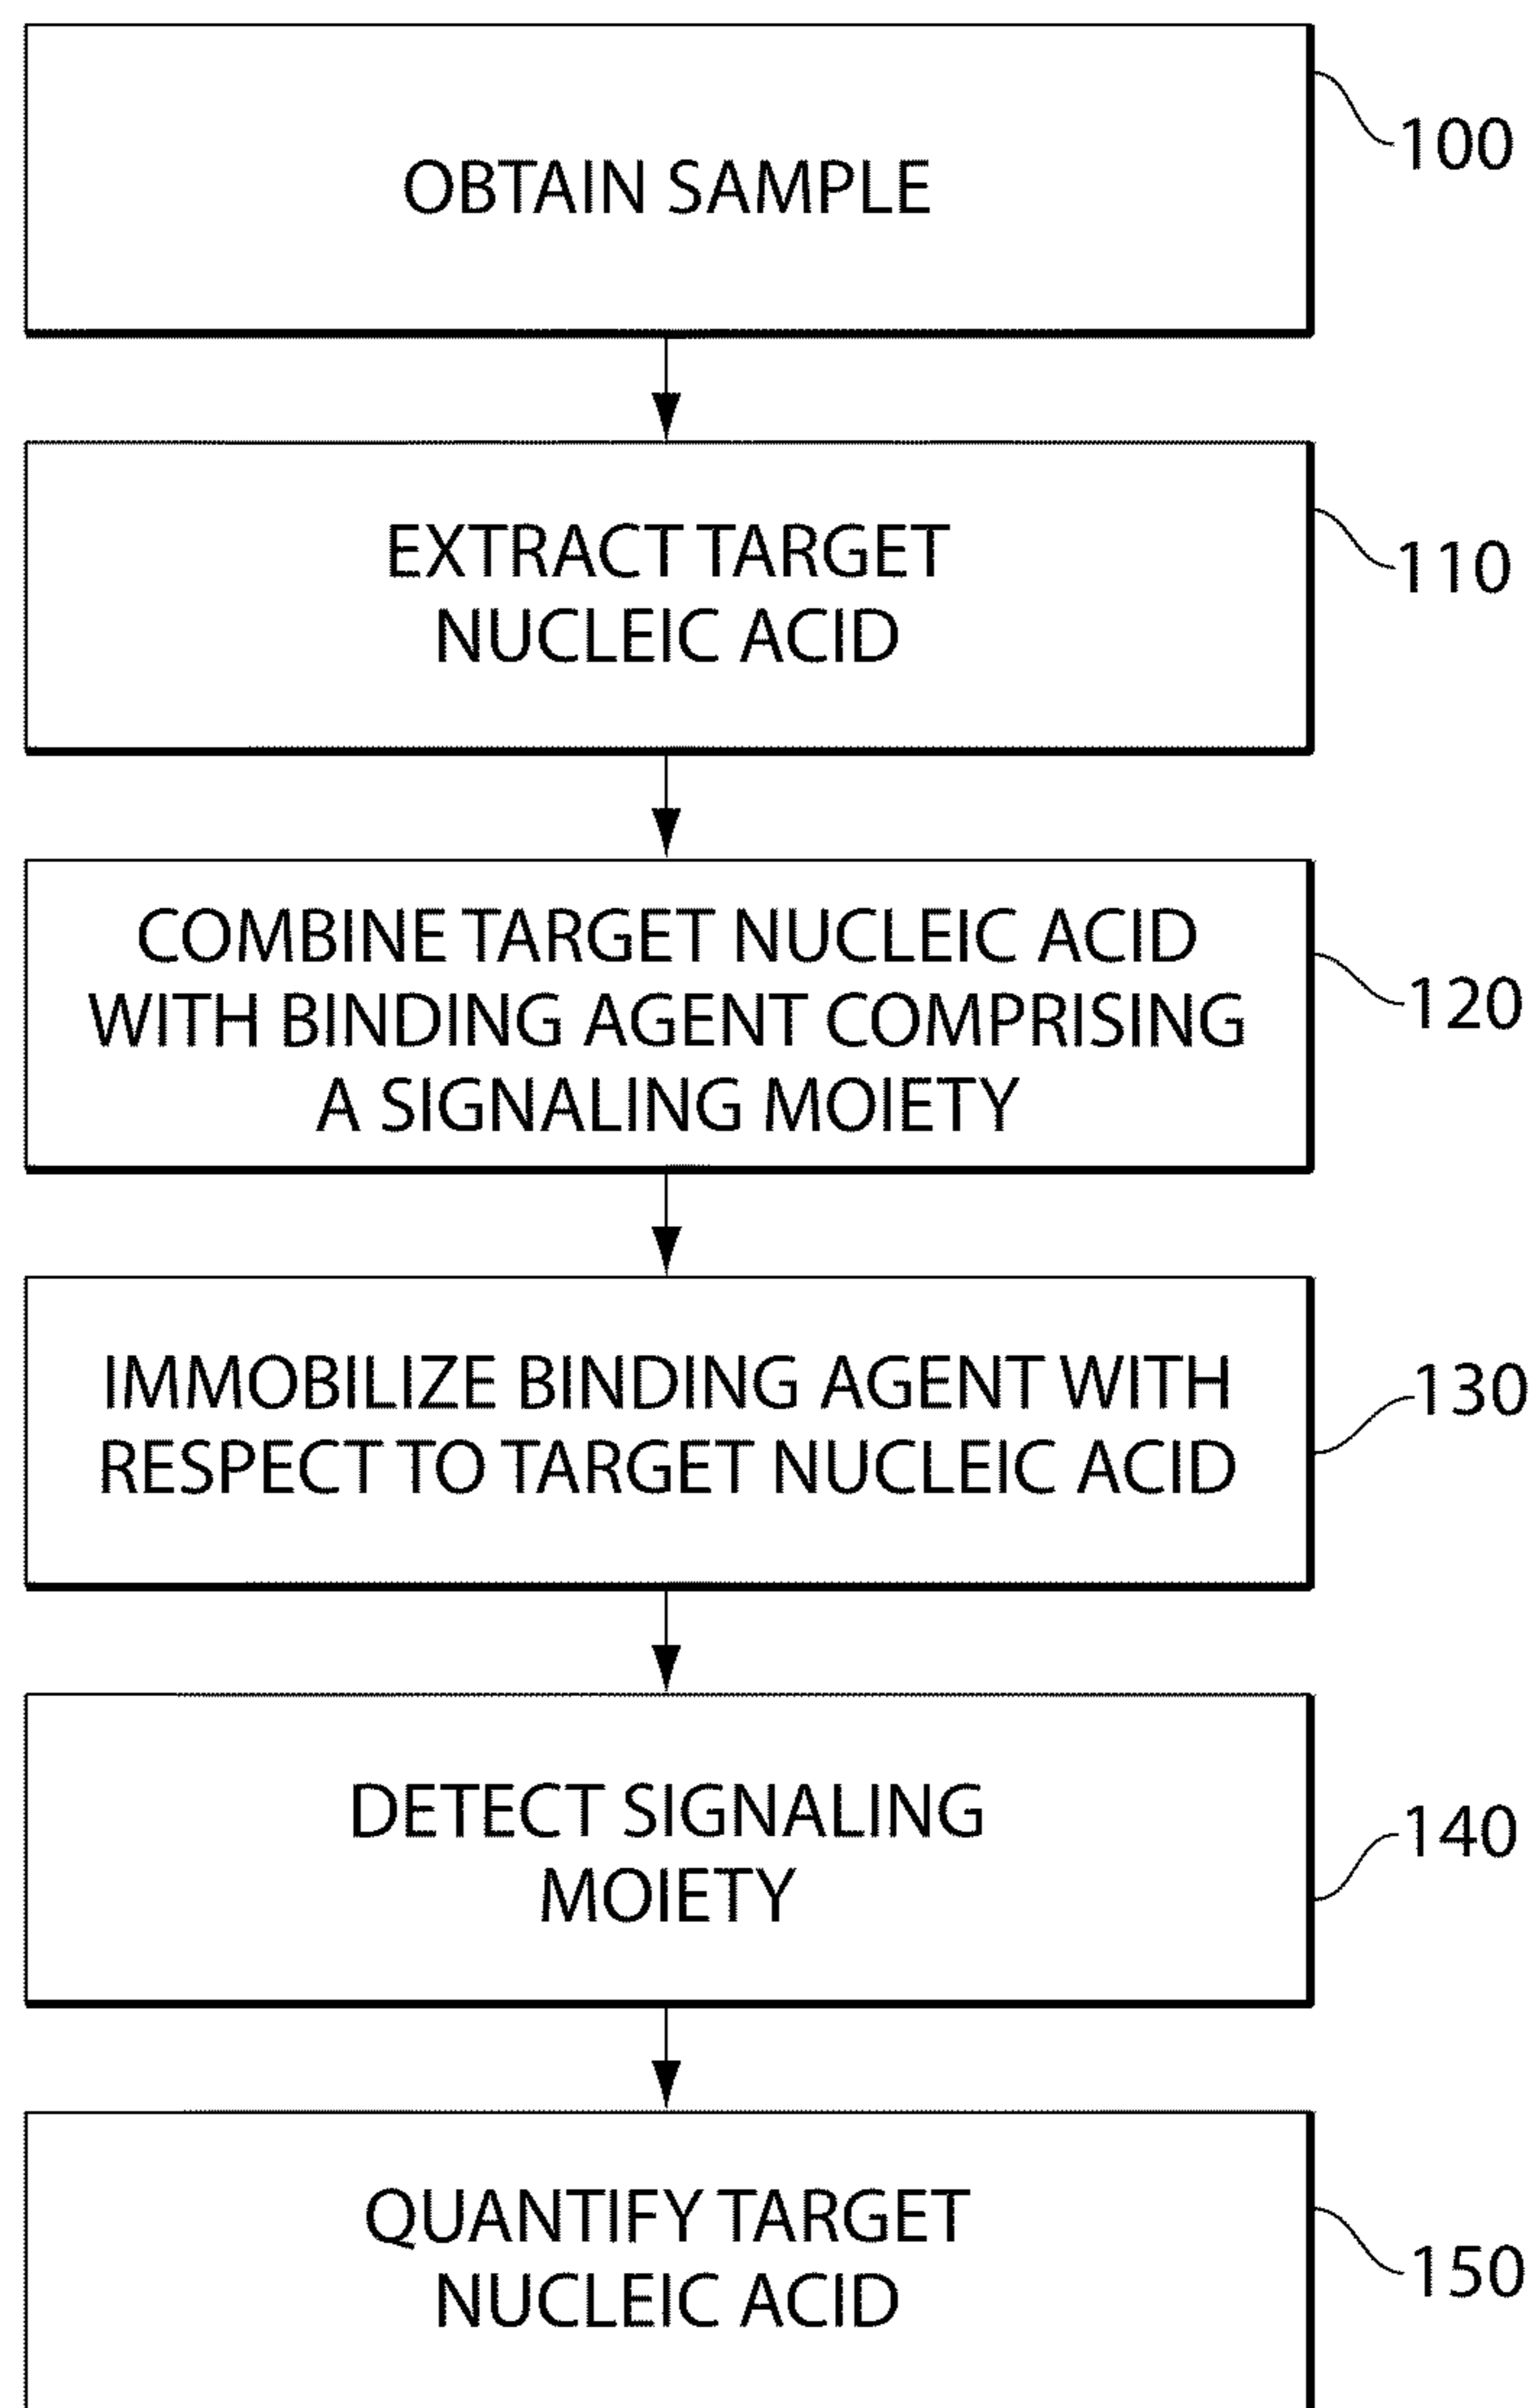 OBTAIN SAMPLE
100
EXTRACT TARGET
NUCLEIC ACID
110
COMBINE TARGET NUCLEIC ACID
WITH BINDING AGENT COMPRISING
A SIGNALING MOIETY
120
IMMOBILIZE BINDING AGENT WITH
RESPECT TO TARGET NUCLEIC ACID
130
DETECT SIGNALING
MOIETY
140
QUANTIFY TARGET
NUCLEIC ACID
150